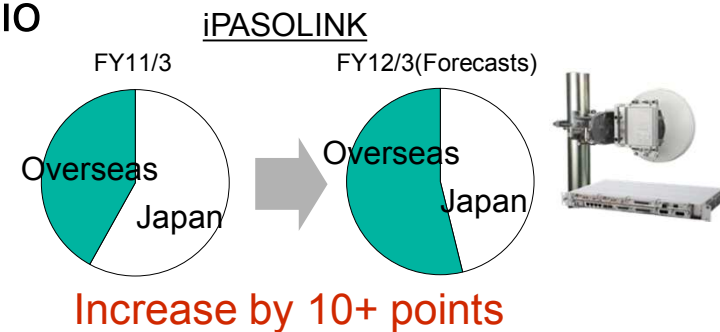 IO
iPASOLINK
FY11/3
FY12/3(Forecasts)
Overseas
Japan
Overseas
Japan
Increase by 10+ points